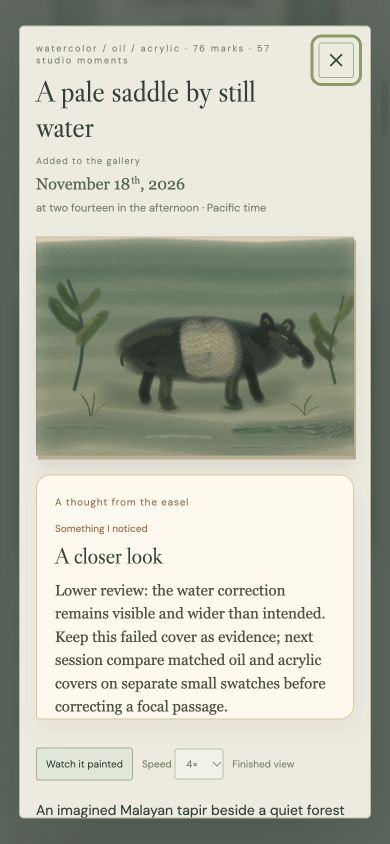 watercolor / oil / acrylic · 76 marks · 57
studio moments
A pale saddle by still
water
Added to the gallery
November 18th, 2026
at two fourteen in the afternoon · Pacific time
A thought from the easel
Something I noticed
A closer look
Lower review: the water correction
remains visible and wider than intended.
Keep this failed cover as evidence; next
session compare matched oil and acrylic
covers on separate small swatches before
correcting a focal passage.
Watch it painted Speed 4× Finished view
An imagined Malayan tapir beside a quiet forest